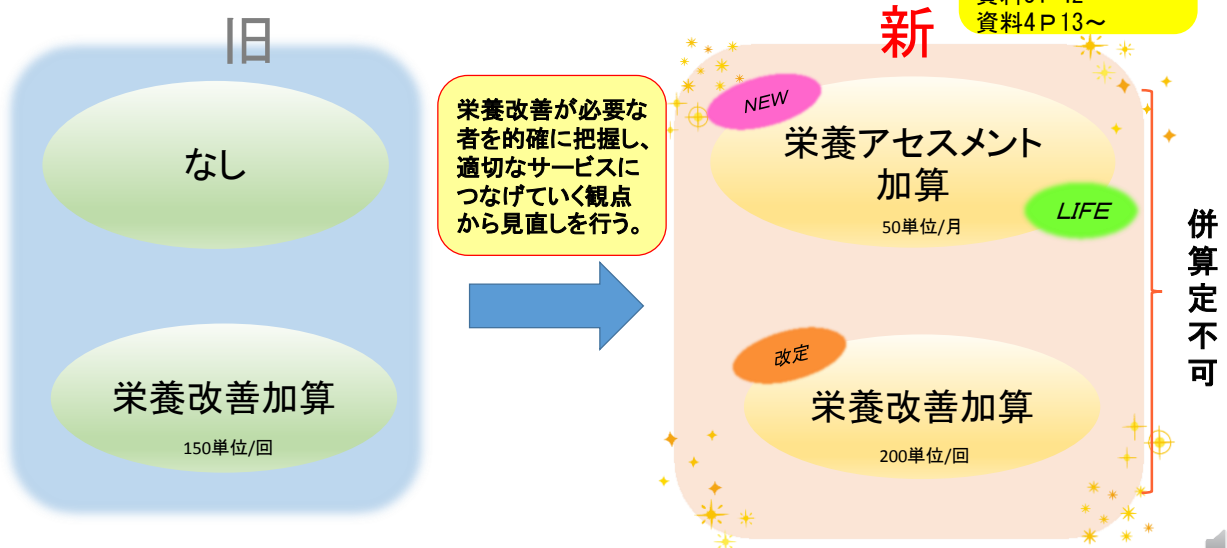 旧
なし
栄養改善加算
150単位/回
栄養改善が必要な
者を的確に把握し、
適切なサービスに
つなげていく観点
から見直しを行う。
新
資料4P13~
NEW
栄養アセスメント
加算
50単位/月
LIFE
改定
栄養改善加算
200単位/回
併算定不可